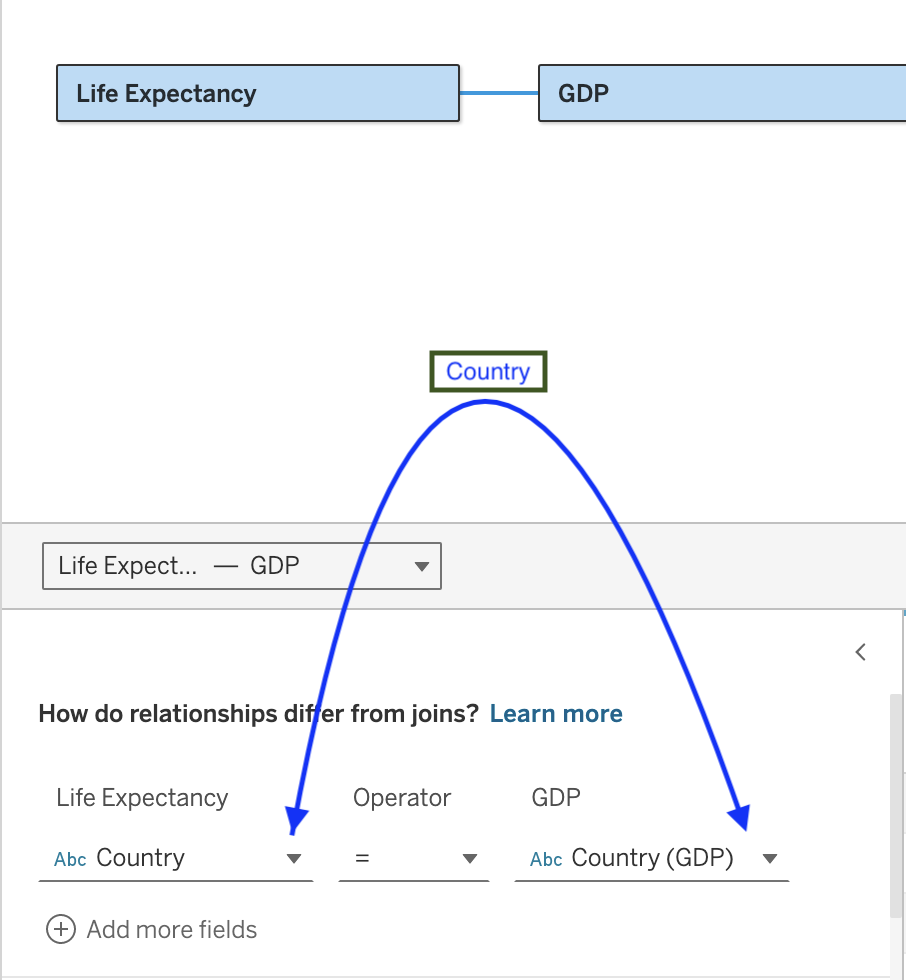 Life Expectancy
GDP
Country
Life Expect... — GDP
How do relationships differ from joins? Learn more
Life Expectancy Operator GDP
Abc Country = Abc Country (GDP)
Add more fields